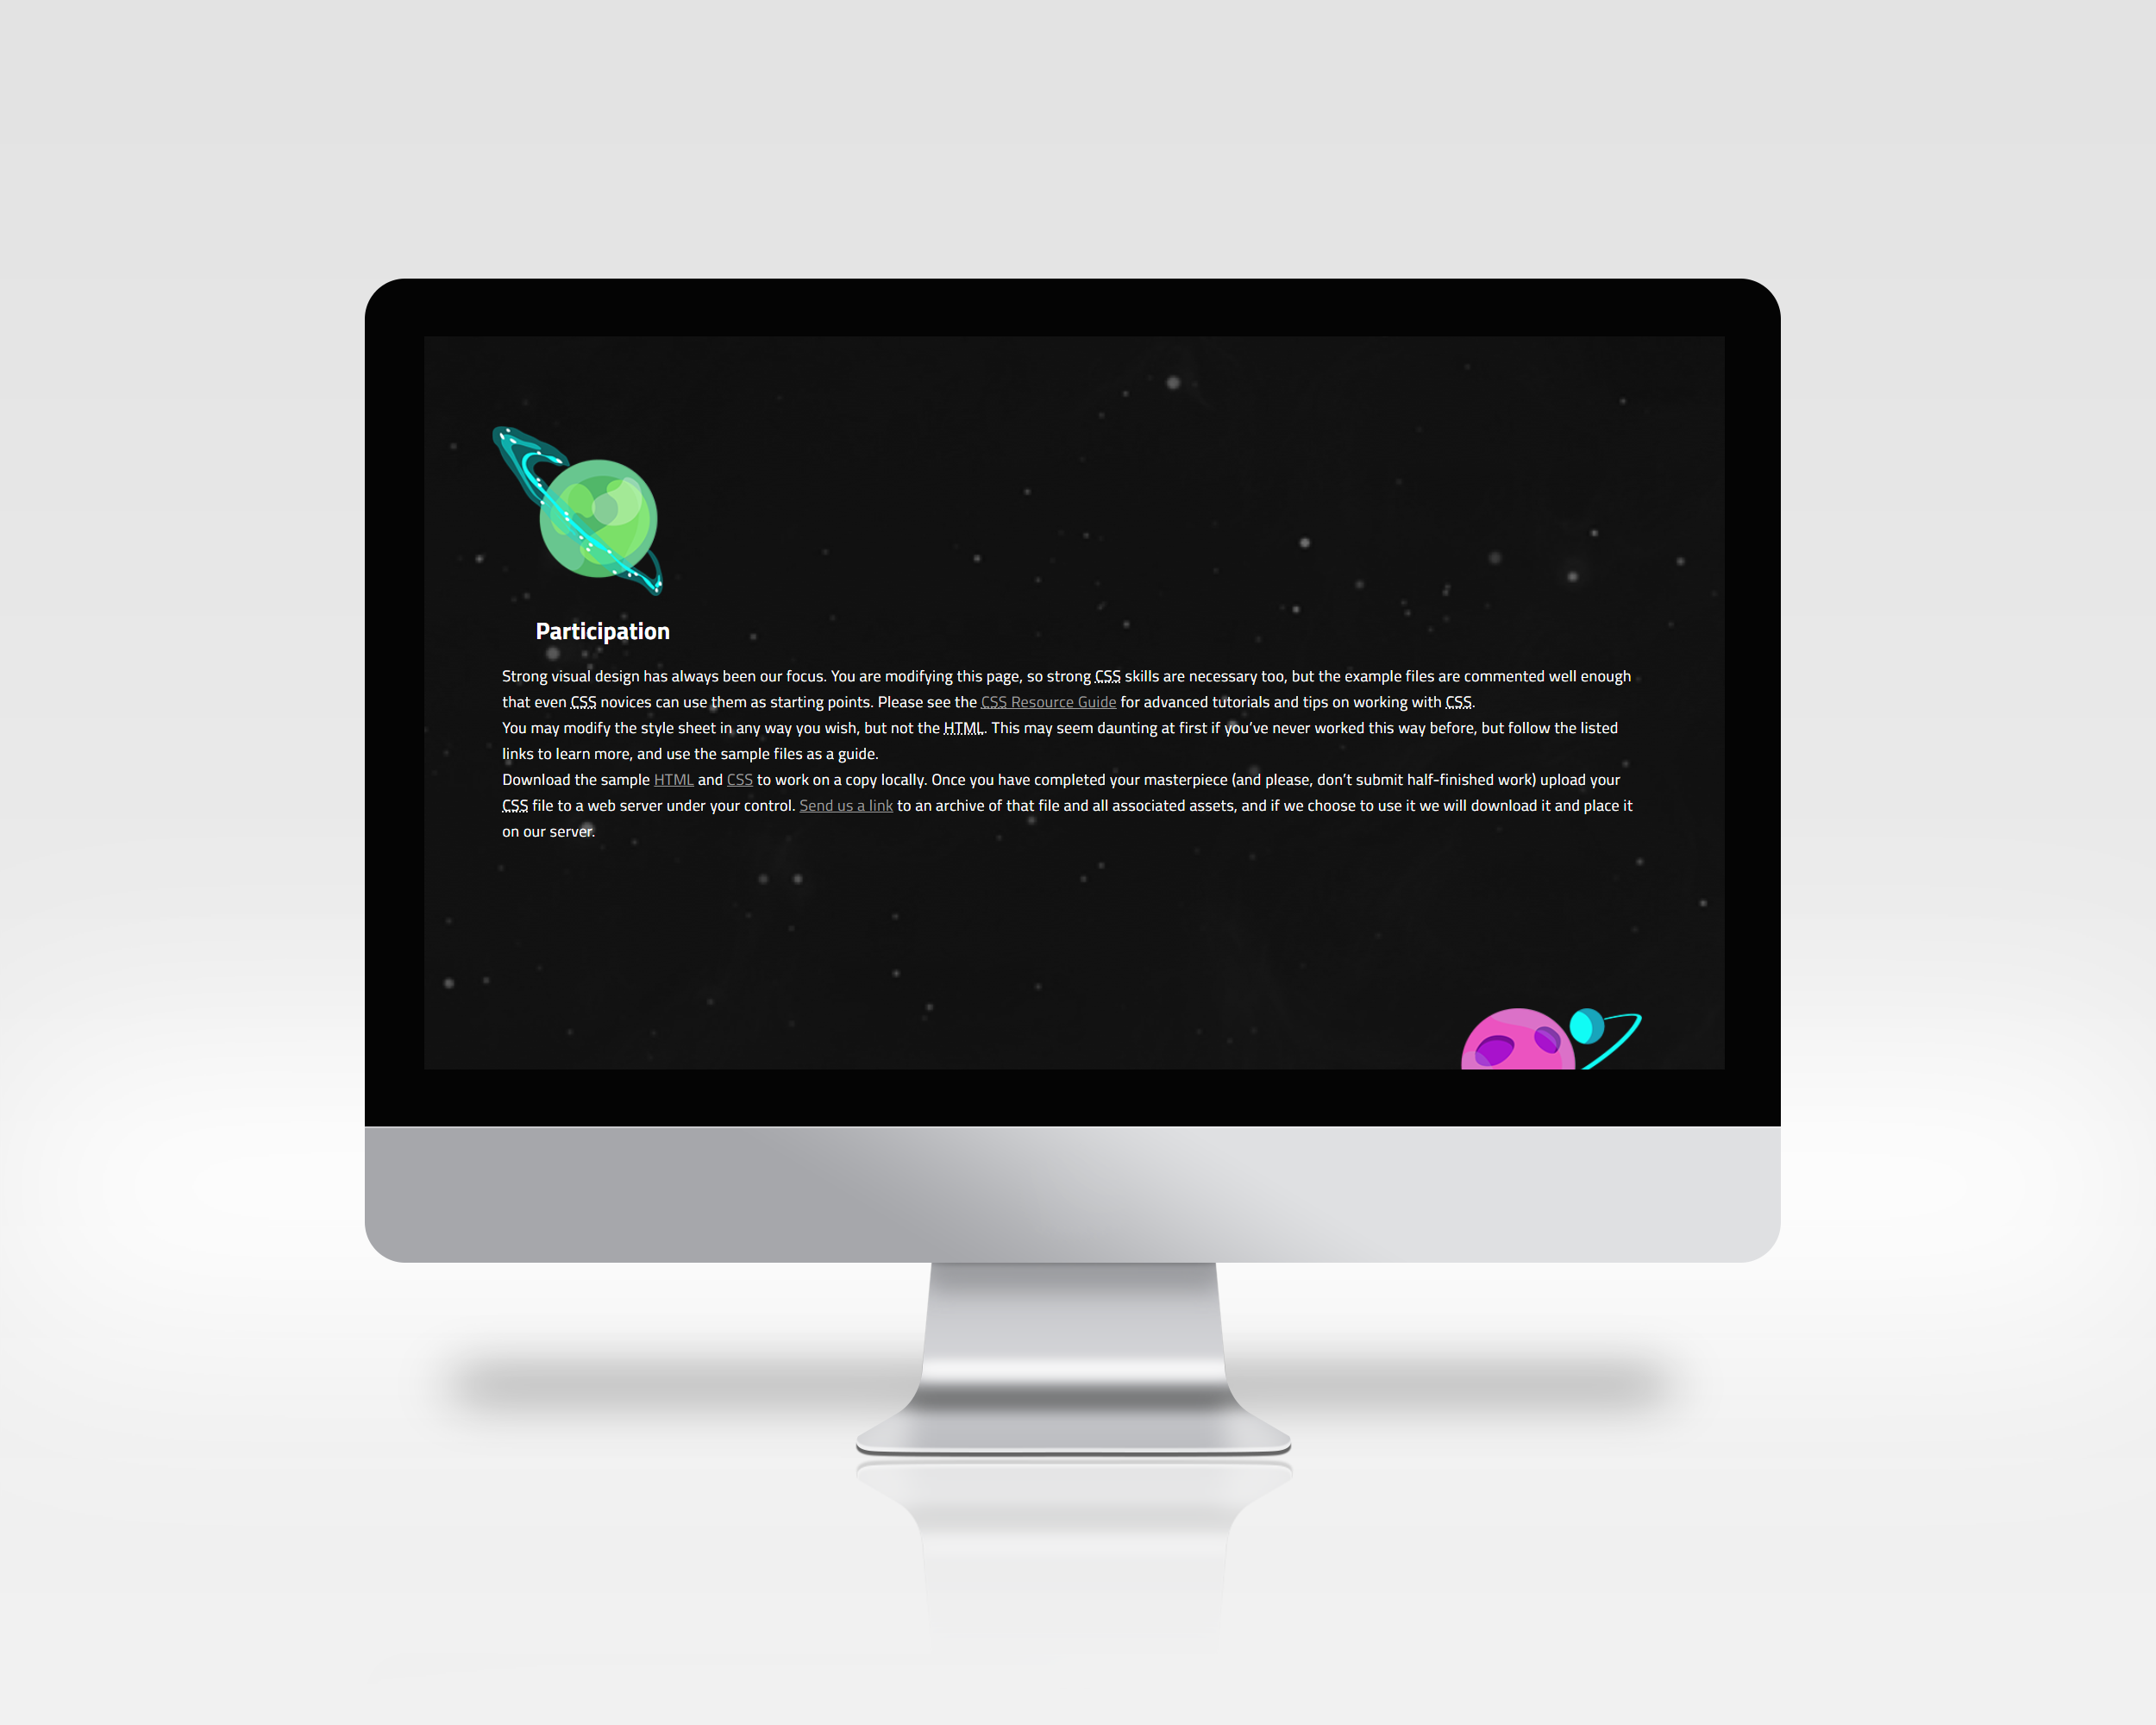 Participation
Strong visual design has always been our focus. You are modifying this page, so strong CSS skills are necessary too, but the example files are commented well enough
that even CSS novices can use them as starting points. Please see the CSS Resource Guide for advanced tutorials and tips on working with CSS.
You may modify the style sheet in any way you wish, but not the HTML. This may seem daunting at first if you’ve never worked this way before, but follow the listed
links to learn more, and use the sample files as a guide.
Download the sample HTML and CSS to work on a copy locally. Once you have completed your masterpiece (and please, don’t submit half-finished work) upload your
CSS file to a web server under your control. Send us a link to an archive of that file and all associated assets, and if we choose to use it we will download it and place it
on our server.